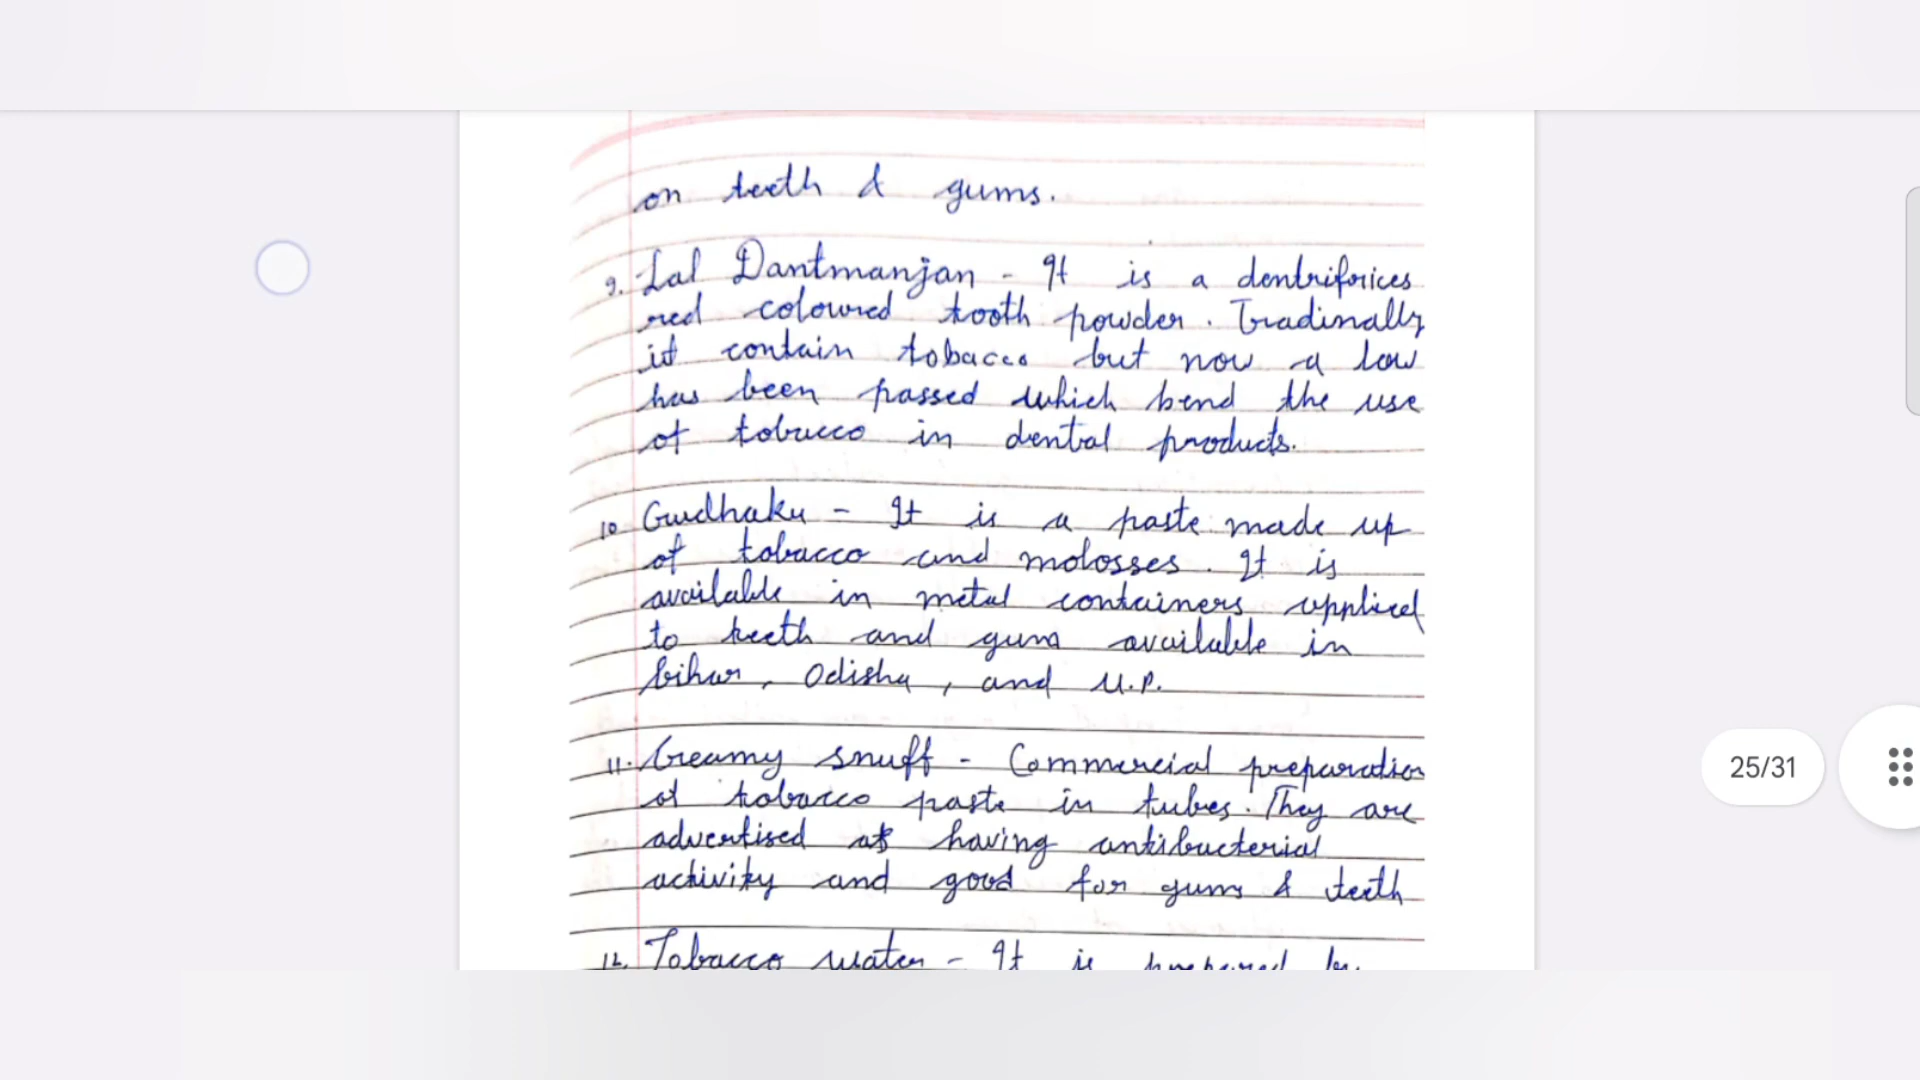 on teeth & gums.
9. Lal Dantmanjan - It is a dentriforices
red coloured tooth powder. Tradinally
it contain tobacco but now a law
has been passed which bend the use
of tobacco in dental products.
10. Gudhaku - It is a paste made up
of tobacco and molosses. It is
available in metal containers applied
to teeth and gum available in
bihar, Odisha, and U.P.
11. Creamy snuff - Commercial preparation
of tobacco paste in tubes. They are
advertised as having antibacterial
activity and good for gums & teeth
12. Tobacco water - It is prepared by
25/31